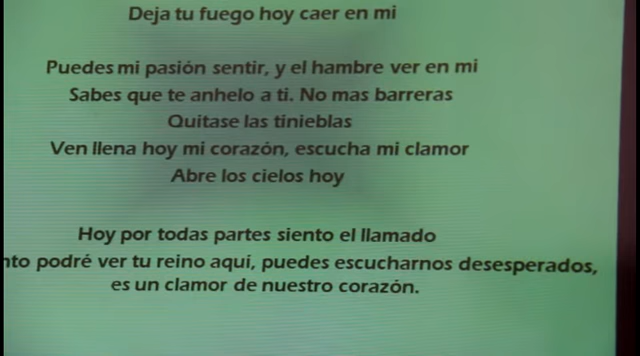 Deja tu fuego hoy caer en mi
Puedes mi pasión sentir, y el hambre ver en mi
Sabes que te anhelo a ti. No mas barreras
Quitase las tinieblas
Ven llena hoy mi corazón, escucha mi clamor
Abre los cielos hoy
Hoy por todas partes siento el llamado
podré ver tu reino aquí, puedes escucharnos desesperados,
es un clamor de nuestro corazón.